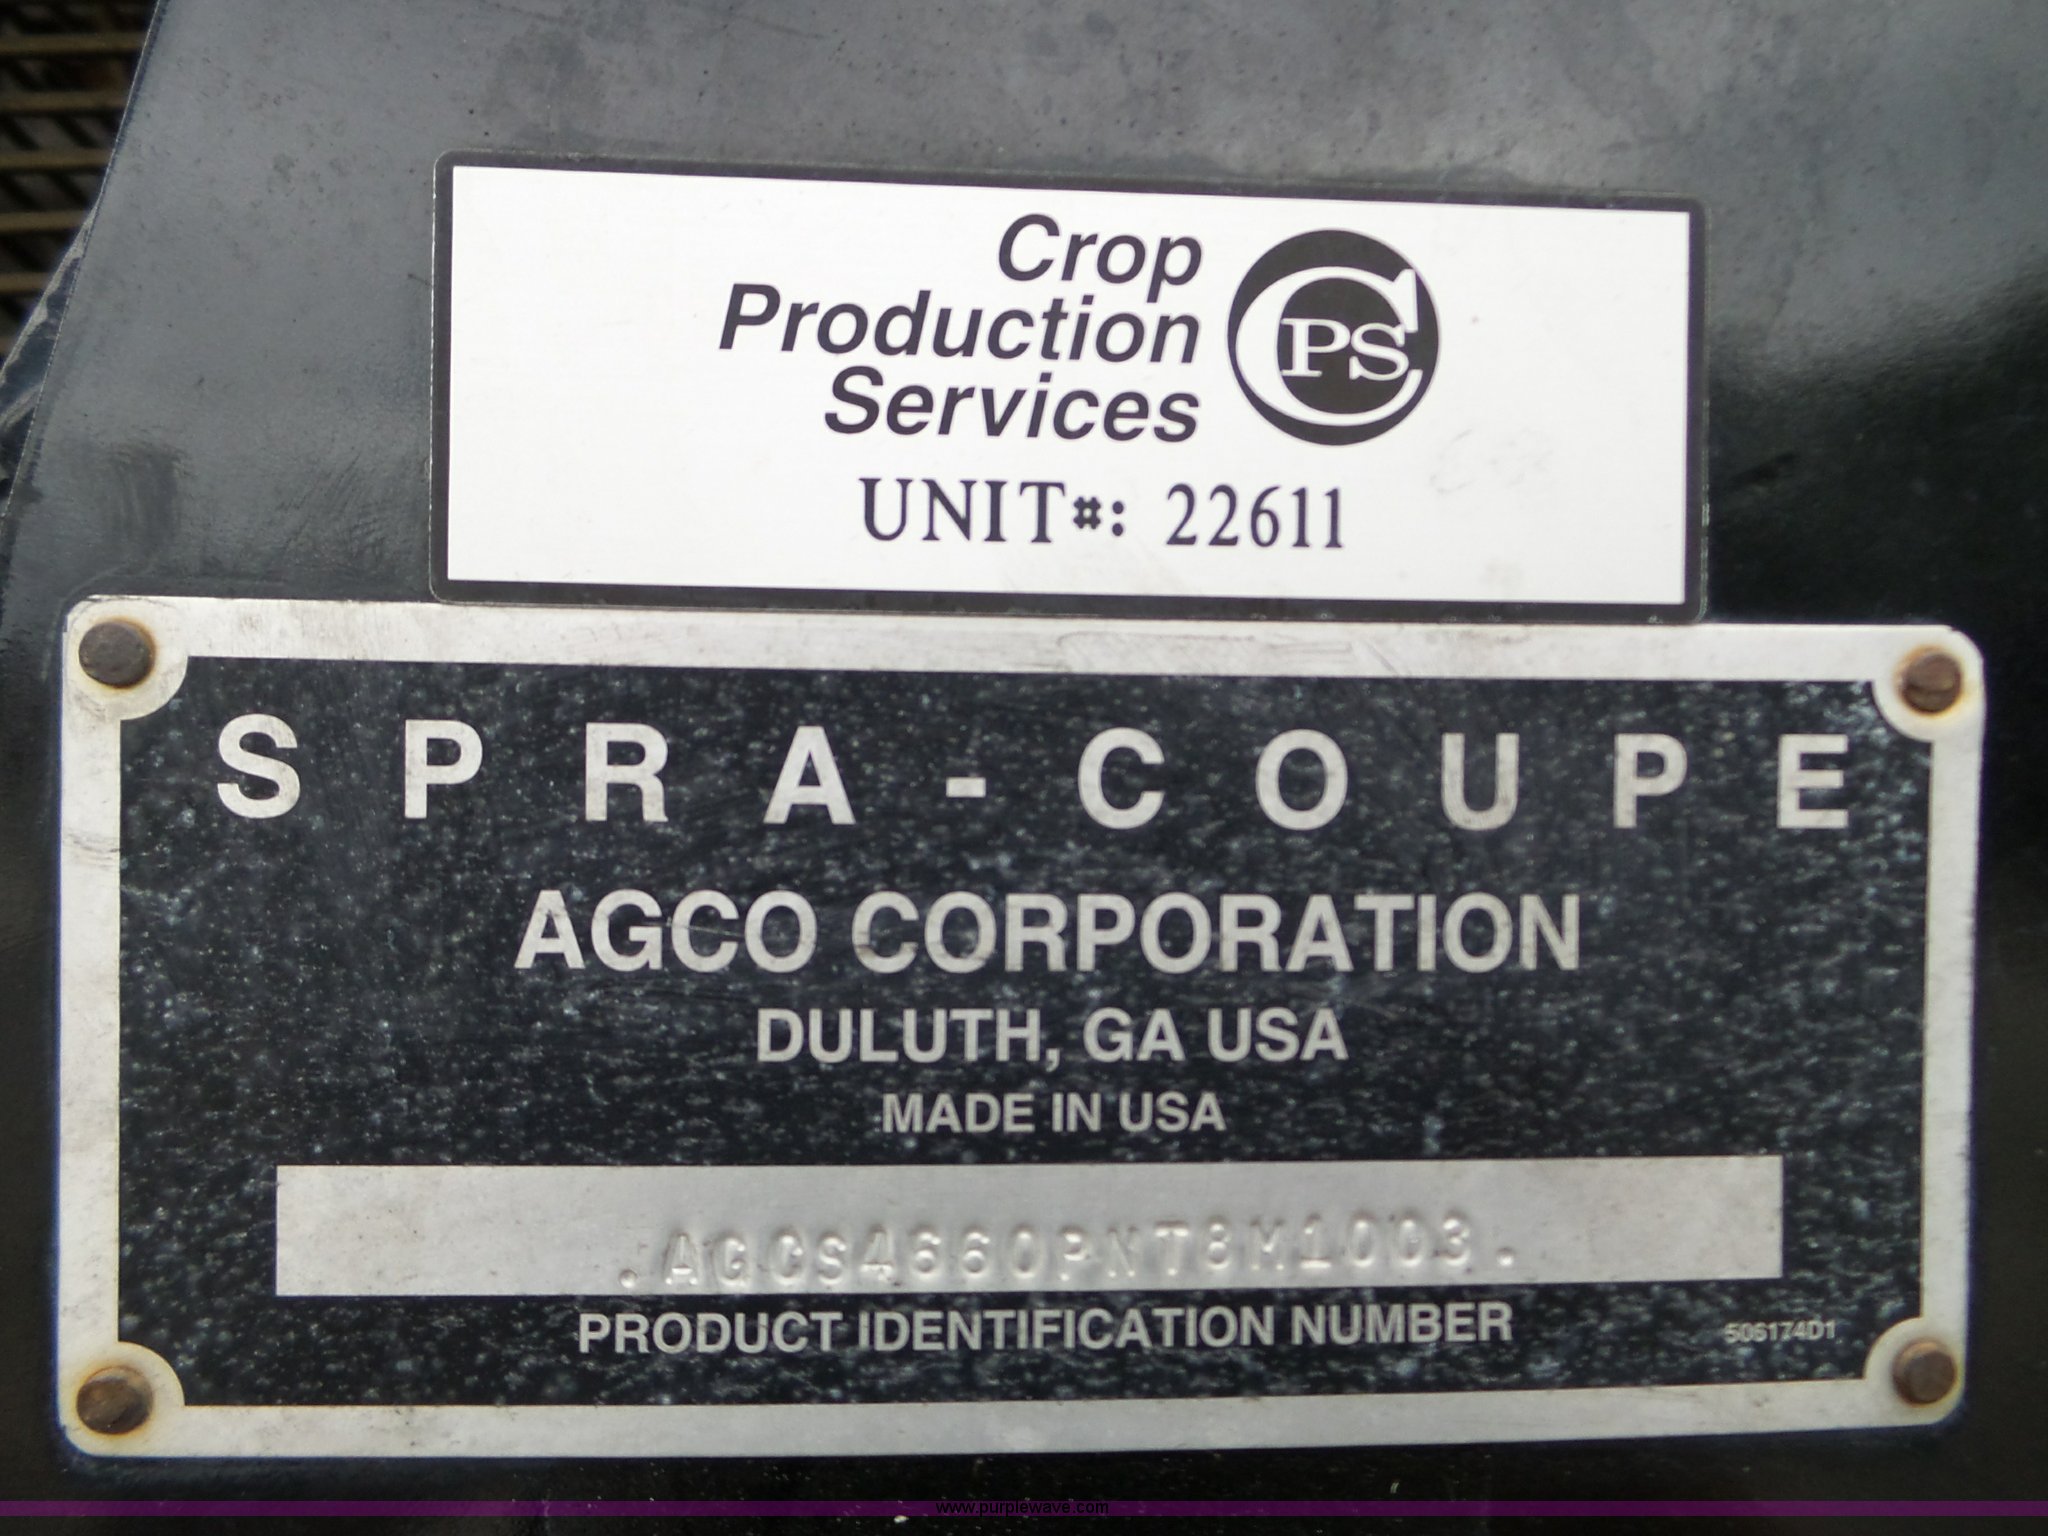 Crop
Production
Services
CPS
UNIT#: 22611
SPRA-COUPE
AGCO CORPORATION
DULUTH, GA USA
MADE IN USA
.AGCS4660PNT8M1003.
PRODUCT IDENTIFICATION NUMBER
506174D1
www.purplewave.com